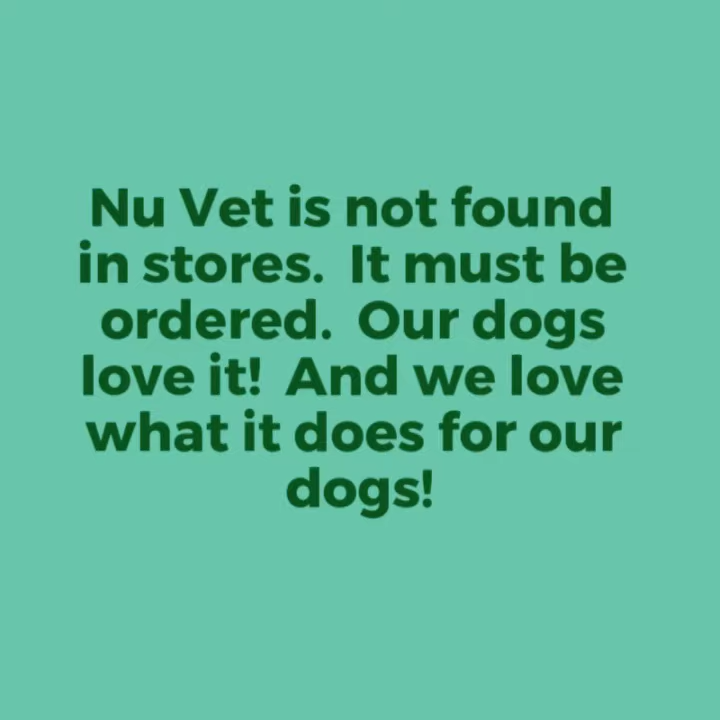 Nu Vet is not found
in stores.  It must be
ordered.  Our dogs
love it!  And we love
what it does for our
dogs!